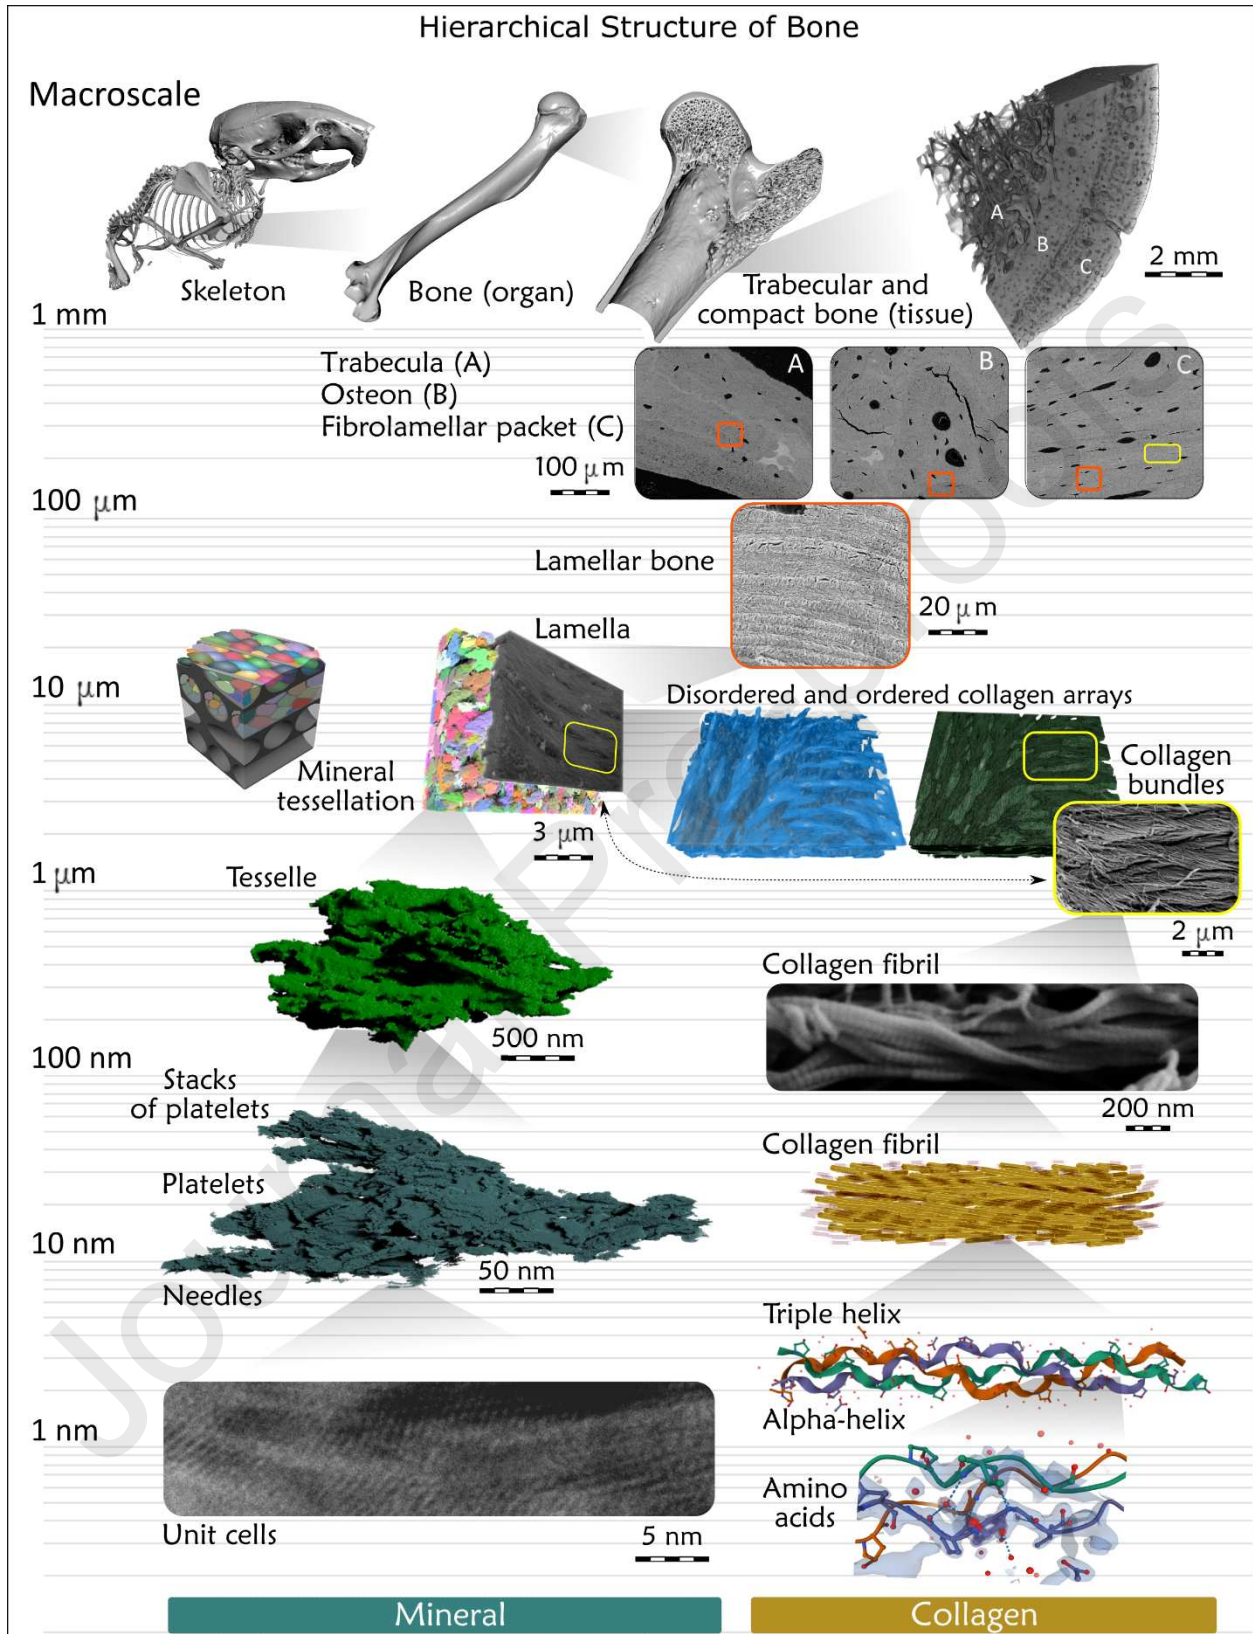 Hierarchical Structure of Bone
Macroscale
Skeleton
Bone (organ)
Trabecular and
compact bone (tissue)
A
B
C
2 mm
1 mm
Trabecula (A)
Osteon (B)
Fibrolamellar packet (C)
100 μm
A
B
C
100 μm
Lamellar bone
20 μm
Lamella
10 μm
Mineral
tessellation
3 μm
Disordered and ordered collagen arrays
Collagen
bundles
2 μm
1 μm
Tesselle
500 nm
Collagen fibril
200 nm
100 nm
Stacks
of platelets
Platelets
Needles
50 nm
Collagen fibril
10 nm
Triple helix
Alpha-helix
Amino
acids
1 nm
Unit cells
5 nm
Mineral
Collagen
Journal Pre-proofs